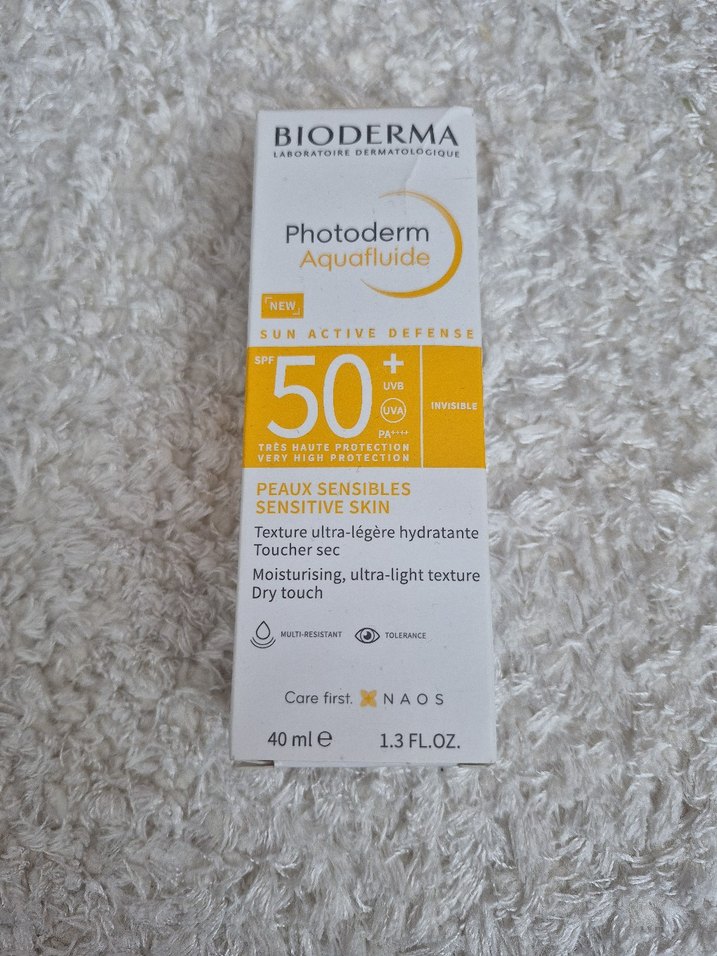 BIODERMA
LABORATOIRE DERMATOLOGIQUE
Photoderm
Aquafluide
NEW
SUN ACTIVE DEFENSE
SPF 50+
UVB
UVA
PA++++
INVISIBLE
TRÈS HAUTE PROTECTION
VERY HIGH PROTECTION
PEAUX SENSIBLES
SENSITIVE SKIN
Texture ultra-légère hydratante
Toucher sec
Moisturising, ultra-light texture
Dry touch
MULTI-RESISTANT TOLERANCE
Care first. NAOS
40 ml e 1.3 FL.OZ.